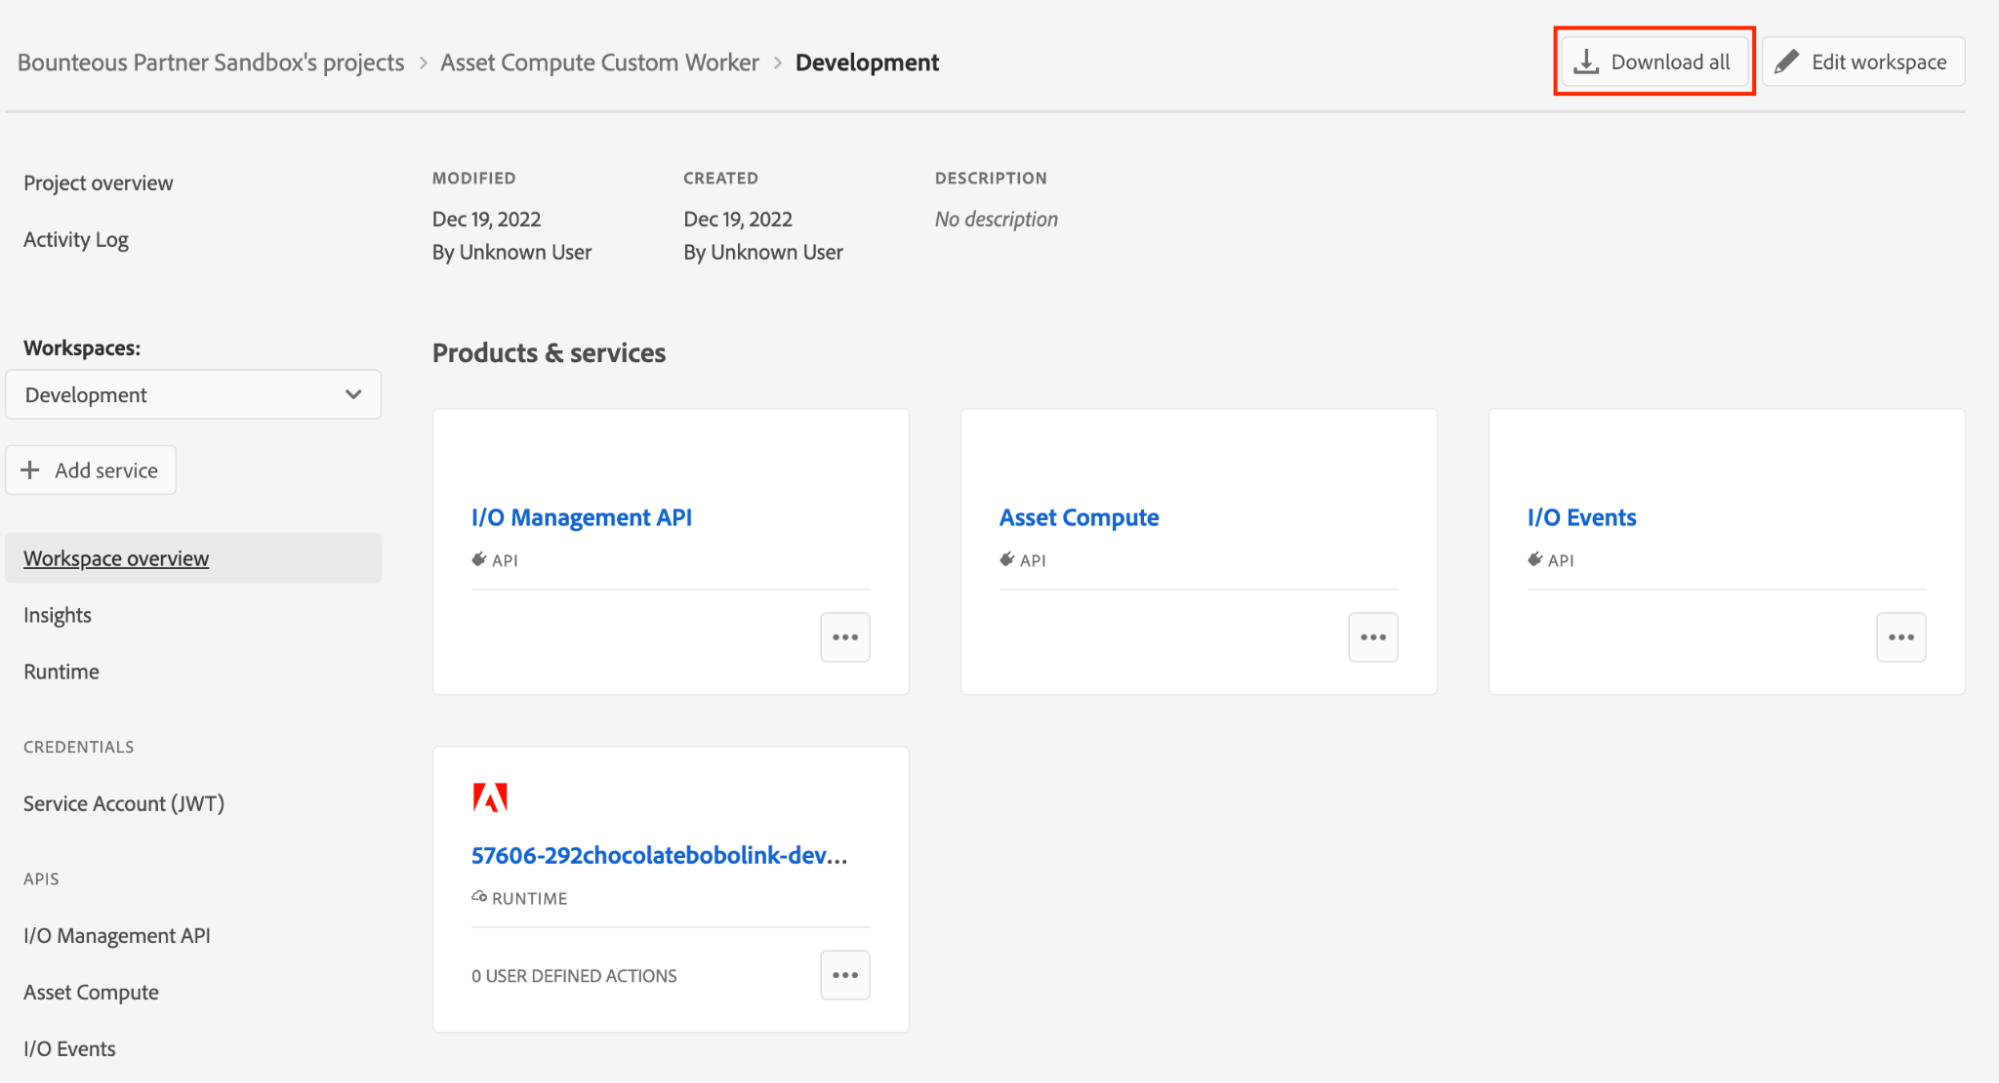 Bounteous Partner Sandbox's projects > Asset Compute Custom Worker > Development
Download all
Edit workspace
Project overview
Activity Log
MODIFIED
Dec 19, 2022
By Unknown User
CREATED
Dec 19, 2022
By Unknown User
DESCRIPTION
No description
Workspaces:
Development
+ Add service
Workspace overview
Insights
Runtime
CREDENTIALS
Service Account (JWT)
APIS
I/O Management API
Asset Compute
I/O Events
Products & services
I/O Management API
API
Asset Compute
API
I/O Events
API
57606-292chocolatebobolink-dev...
RUNTIME
0 USER DEFINED ACTIONS